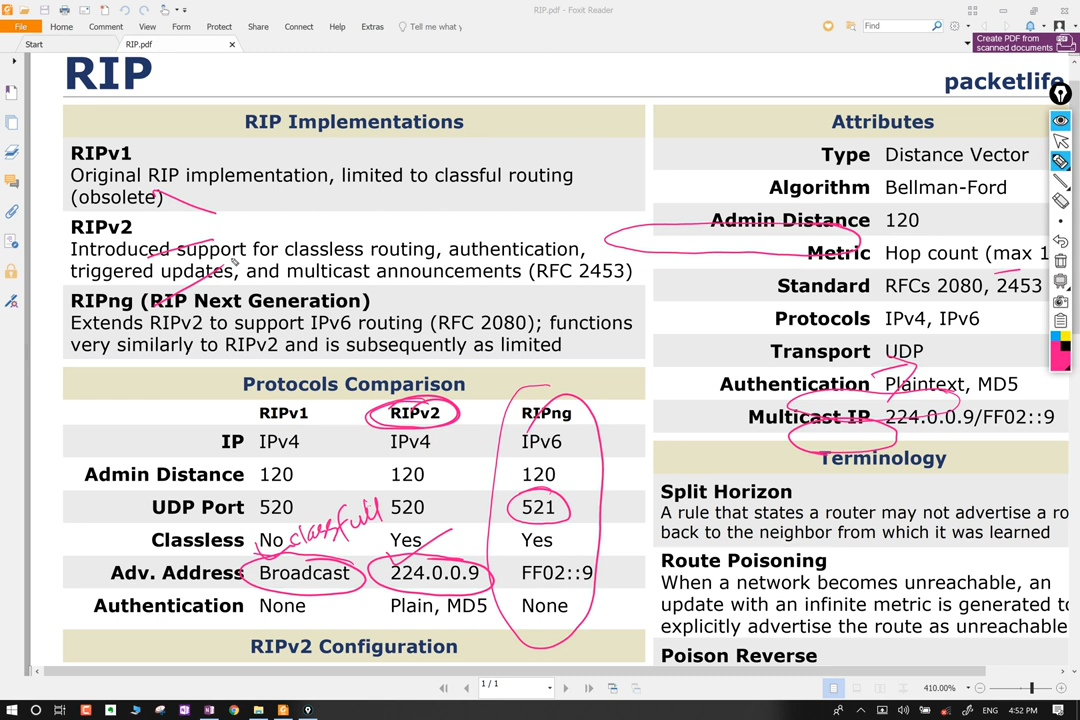 RIP.pdf - Foxit Reader
File Home Comment View Form Protect Share Connect Help Extras Tell me what y Find
Start RIP.pdf
Create PDF from
scanned documents
RIP
packetlife
RIP Implementations
RIPv1
Original RIP implementation, limited to classful routing
(obsolete)
RIPv2
Introduced support for classless routing, authentication,
triggered updates, and multicast announcements (RFC 2453)
RIPng (RIP Next Generation)
Extends RIPv2 to support IPv6 routing (RFC 2080); functions
very similarly to RIPv2 and is subsequently as limited
Protocols Comparison
RIPv1 RIPv2 RIPng
IP IPv4 IPv4 IPv6
Admin Distance 120 120 120
UDP Port 520 520 521
Classless No Yes Yes
classfull
Adv. Address Broadcast 224.0.0.9 FF02::9
Authentication None Plain, MD5 None
RIPv2 Configuration
Attributes
Type Distance Vector
Algorithm Bellman-Ford
Admin Distance 120
Metric Hop count (max 1
Standard RFCs 2080, 2453
Protocols IPv4, IPv6
Transport UDP
Authentication Plaintext, MD5
Multicast IP 224.0.0.9/FF02::9
Terminology
Split Horizon
A rule that states a router may not advertise a ro
back to the neighbor from which it was learned
Route Poisoning
When a network becomes unreachable, an
update with an infinite metric is generated to
explicitly advertise the route as unreachable
Poison Reverse
1 / 1
410.00%
ENG 4:52 PM